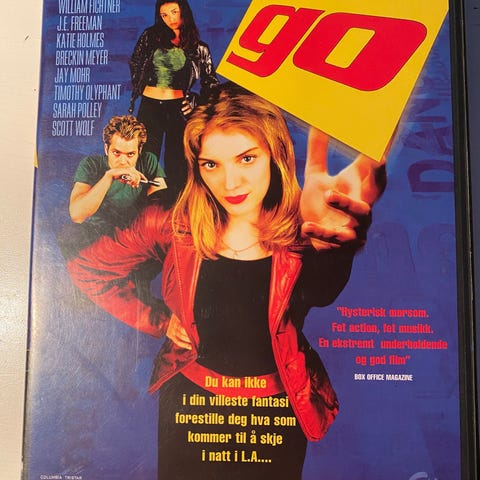 WILLIAM FICHTNER
J.E. FREEMAN
KATIE HOLMES
BRECKIN MEYER
JAY MOHR
TIMOTHY OLYPHANT
SARAH POLLEY
SCOTT WOLF
go
"Hysterisk morsom.
Fet action, fet musikk.
En ekstremt underholdende
og god film"
BOX OFFICE MAGAZINE
Du kan ikke
i din villeste fantasi
forestille deg hva som
kommer til å skje
i natt i L.A....
COLUMBIA TRISTAR